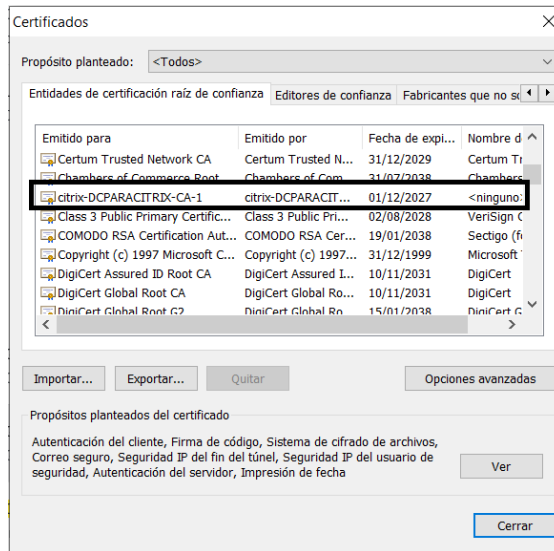 Certificados
Propósito planteado: <Todos>
Entidades de certificación raíz de confianza Editores de confianza Fabricantes que no
Emitido para Emitido por Fecha de expi... Nombre d
Certum Trusted Network CA Certum Trusted N... 31/12/2029 Certum Tr
Chambers of Commerce Root Chambers of Com... 31/07/2038 Chambers
citrix-DCPARACITRIX-CA-1 citrix-DCPARACIT... 01/12/2027 <ninguno>
Class 3 Public Primary Certific... Class 3 Public Pri... 02/08/2028 VeriSign
COMODO RSA Certification Aut... COMODO RSA Cer... 19/01/2038 Sectigo (f
Copyright (c) 1997 Microsoft C... Copyright (c) 1997... 31/12/1999 Microsoft
DigiCert Assured ID Root CA DigiCert Assured I... 10/11/2031 DigiCert
DigiCert Global Root CA DigiCert Global Ro... 10/11/2031 DigiCert
DigiCert Global Root G2 DigiCert Global Ro... 15/01/2038 DigiCert G
Importar... Exportar... Quitar Opciones avanzadas
Propósitos planteados del certificado
Autenticación del cliente, Firma de código, Sistema de cifrado de archivos,
Correo seguro, Seguridad IP del fin del túnel, Seguridad IP del usuario de
seguridad, Autenticación del servidor, Impresión de fecha
Ver
Cerrar